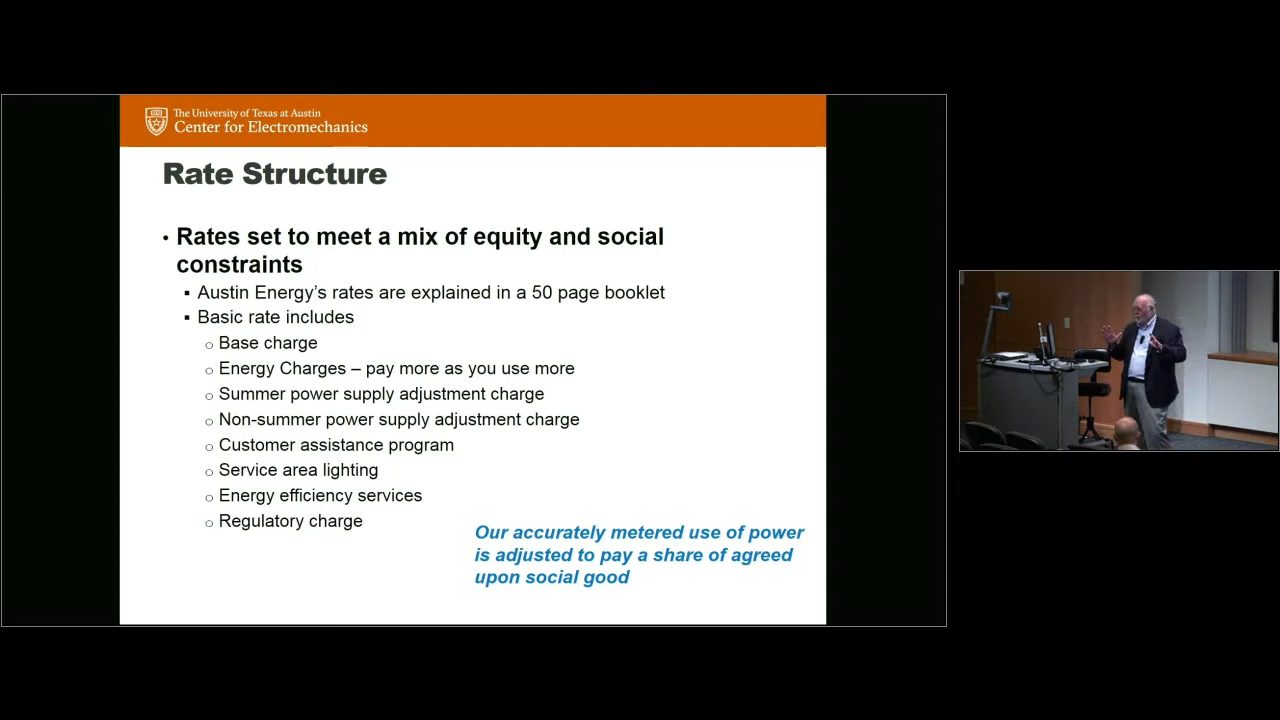 The University of Texas at Austin
Center for Electromechanics
Rate Structure
• Rates set to meet a mix of equity and social
constraints
▪ Austin Energy's rates are explained in a 50 page booklet
▪ Basic rate includes
○ Base charge
○ Energy Charges – pay more as you use more
○ Summer power supply adjustment charge
○ Non-summer power supply adjustment charge
○ Customer assistance program
○ Service area lighting
○ Energy efficiency services
○ Regulatory charge
Our accurately metered use of power
is adjusted to pay a share of agreed
upon social good